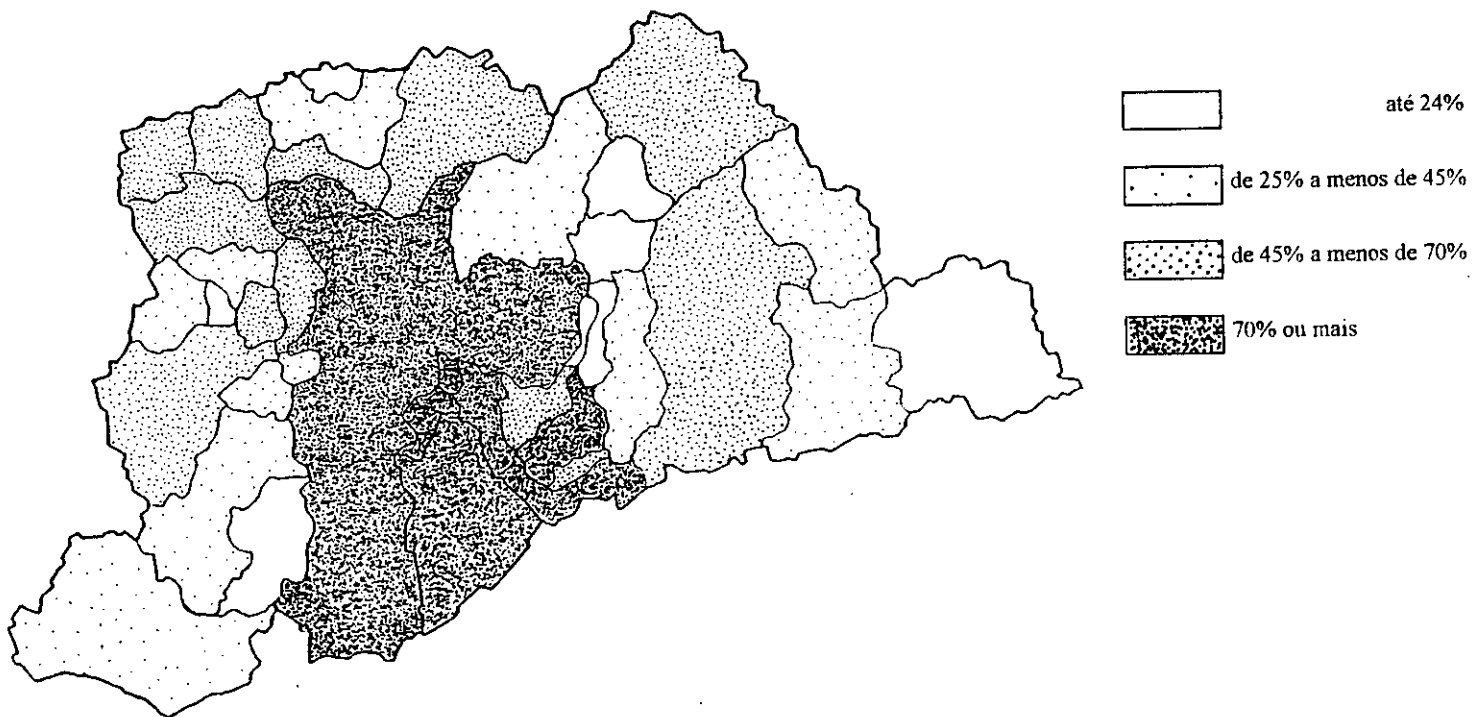 até 24%
de 25% a menos de 45%
de 45% a menos de 70%
70% ou mais